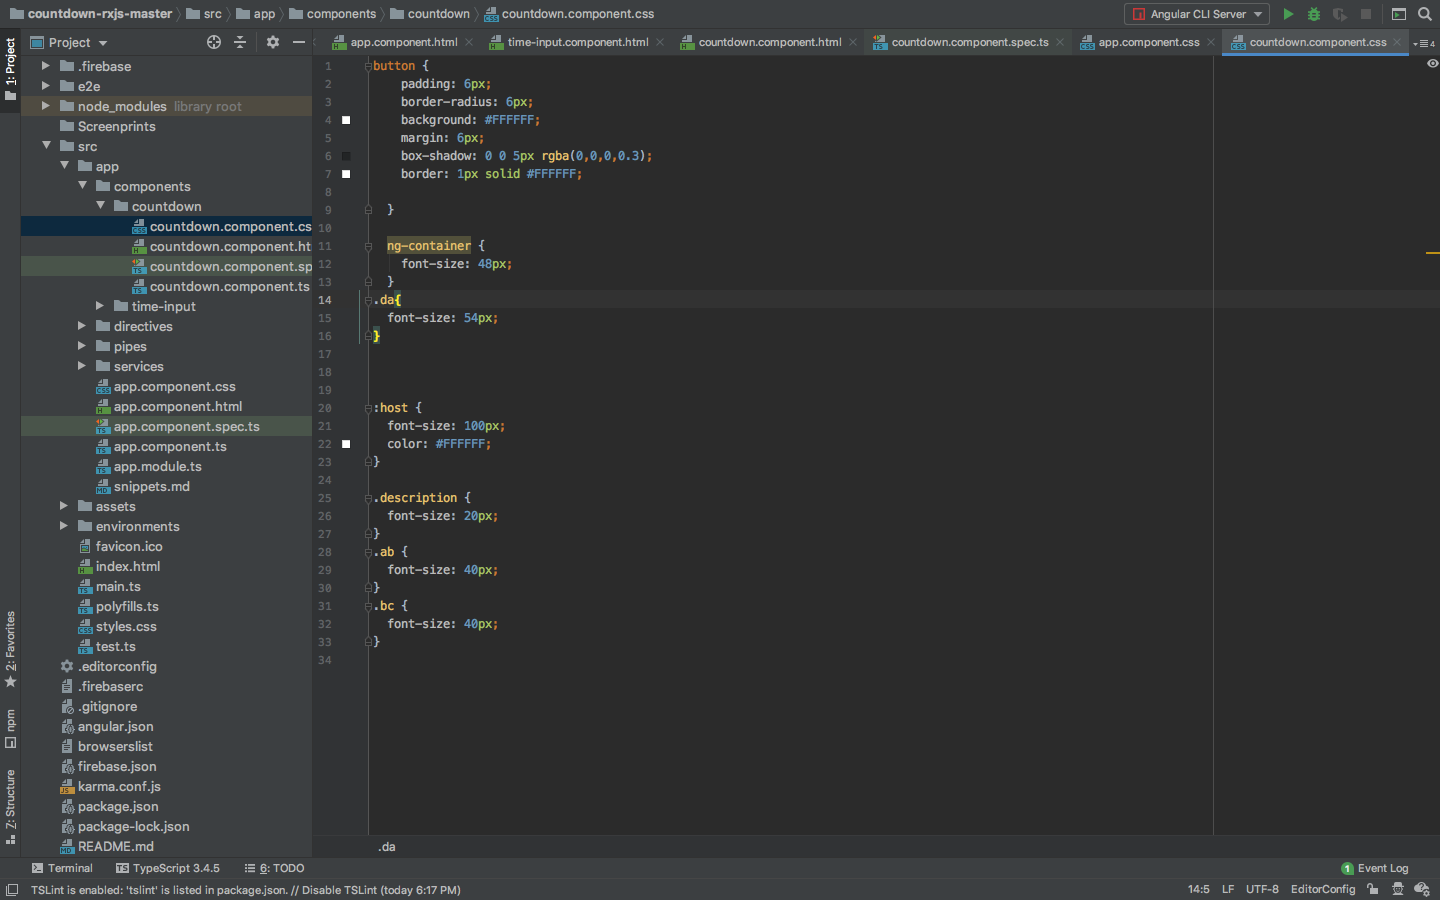 countdown-rxjs-master src app components countdown countdown.component.css Angular CLI Server
1: Project
Project
app.component.html time-input.component.html countdown.component.html countdown.component.spec.ts app.component.css countdown.component.css 4
.firebase
e2e
node_modules library root
Screenprints
src
app
components
countdown
countdown.component.cs
countdown.component.ht
countdown.component.sp
countdown.component.ts
time-input
directives
pipes
services
app.component.css
app.component.html
app.component.spec.ts
app.component.ts
app.module.ts
snippets.md
assets
environments
favicon.ico
index.html
main.ts
polyfills.ts
styles.css
test.ts
.editorconfig
.firebaserc
.gitignore
angular.json
browserslist
firebase.json
karma.conf.js
package.json
package-lock.json
README.md
2: Favorites
npm
7: Structure
1 button {
2 padding: 6px;
3 border-radius: 6px;
4 background: #FFFFFF;
5 margin: 6px;
6 box-shadow: 0 0 5px rgba(0,0,0,0.3);
7 border: 1px solid #FFFFFF;
8
9 }
10
11 ng-container {
12 font-size: 48px;
13 }
14 .da{
15 font-size: 54px;
16 }
17
18
19
20 :host {
21 font-size: 100px;
22 color: #FFFFFF;
23 }
24
25 .description {
26 font-size: 20px;
27 }
28 .ab {
29 font-size: 40px;
30 }
31 .bc {
32 font-size: 40px;
33 }
34
.da
Terminal TypeScript 3.4.5 6: TODO 1 Event Log
TSLint is enabled: 'tslint' is listed in package.json. // Disable TSLint (today 6:17 PM) 14:5 LF UTF-8 EditorConfig